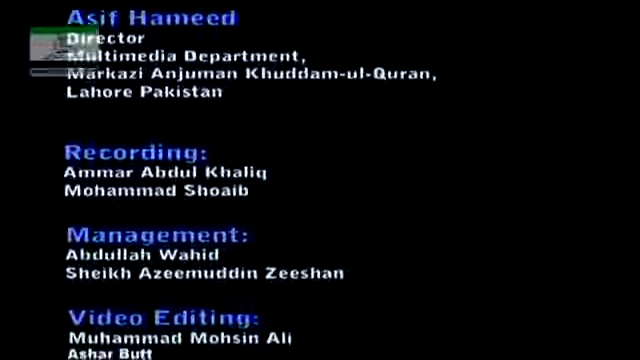 Asif Hameed
Director
Multimedia Department,
Markazi Anjuman Khuddam-ul-Quran,
Lahore Pakistan
Recording:
Ammar Abdul Khaliq
Mohammad Shoaib
Management:
Abdullah Wahid
Sheikh Azeemuddin Zeeshan
Video Editing:
Muhammad Mohsin Ali
Ashar Butt